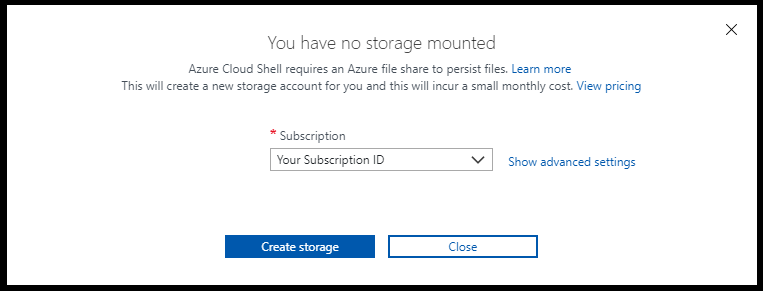 You have no storage mounted
Azure Cloud Shell requires an Azure file share to persist files. Learn more
This will create a new storage account for you and this will incur a small monthly cost. View pricing
* Subscription
Your Subscription ID
Show advanced settings
Create storage
Close